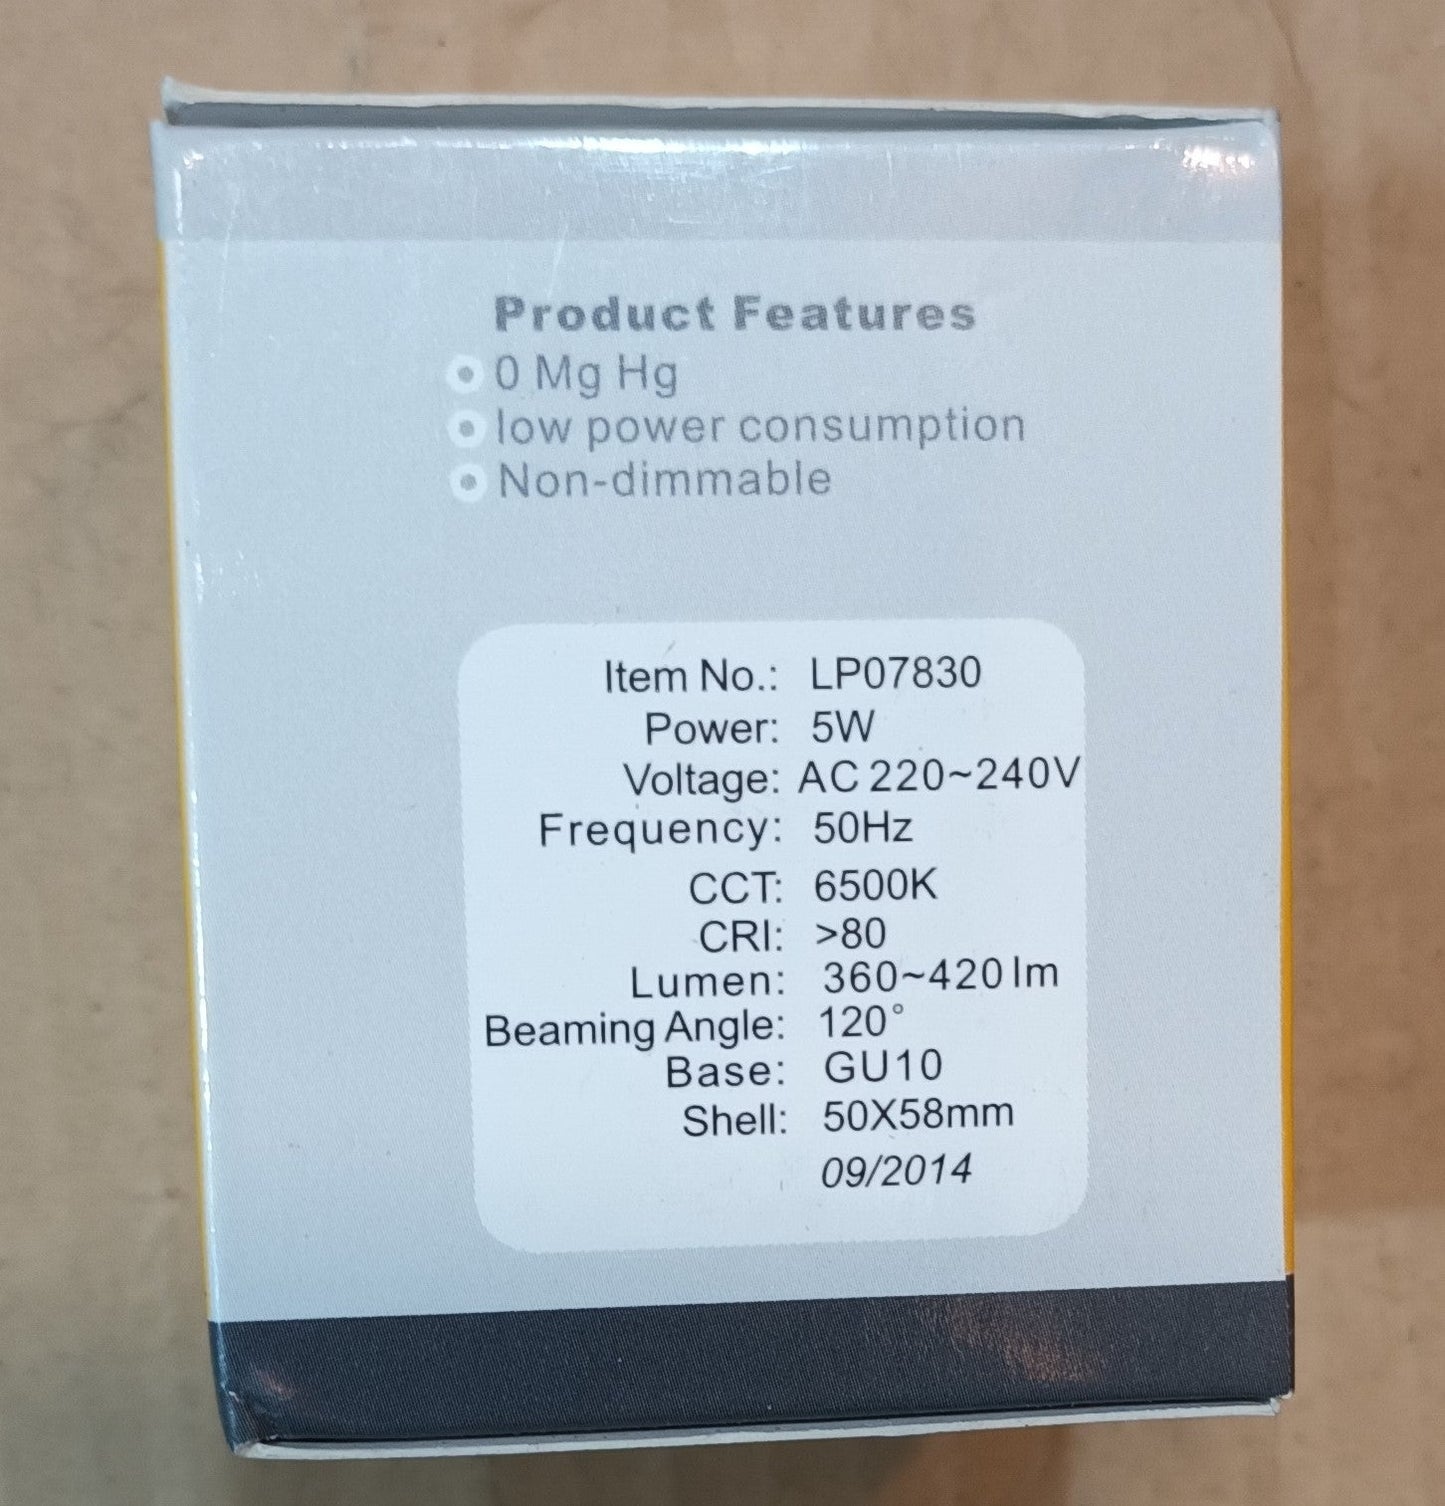 Product Features
0 Mg Hg
low power consumption
Non-dimmable
Item No.: LP07830
Power: 5W
Voltage: AC 220~240V
Frequency: 50Hz
CCT: 6500K
CRI: >80
Lumen: 360~420 lm
Beaming Angle: 120°
Base: GU10
Shell: 50X58mm
09/2014